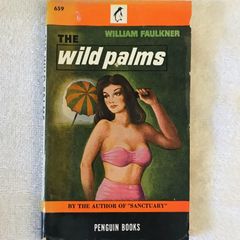 659
WILLIAM FAULKNER
THE
wild palms
BY THE AUTHOR OF "SANCTUARY"
PENGUIN BOOKS